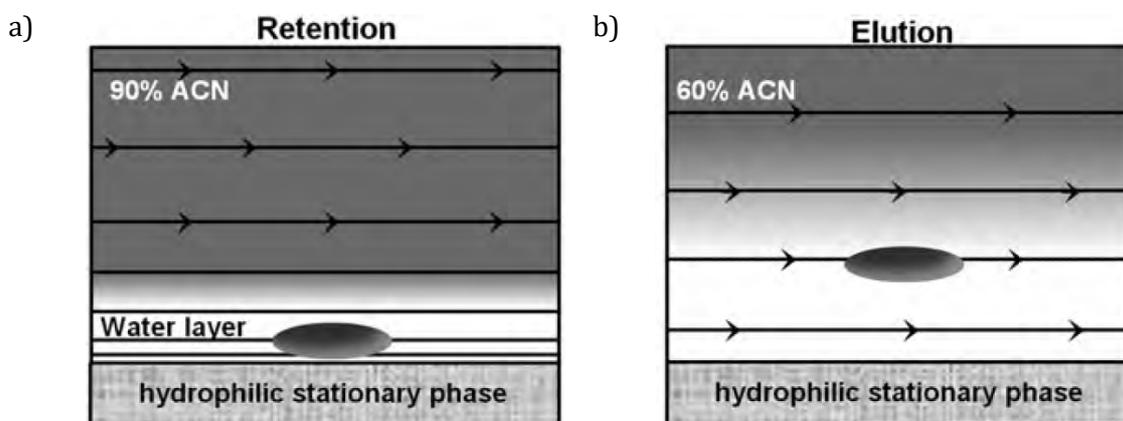 a)
Retention
90% ACN
Water layer
hydrophilic stationary phase
b)
Elution
60% ACN
hydrophilic stationary phase